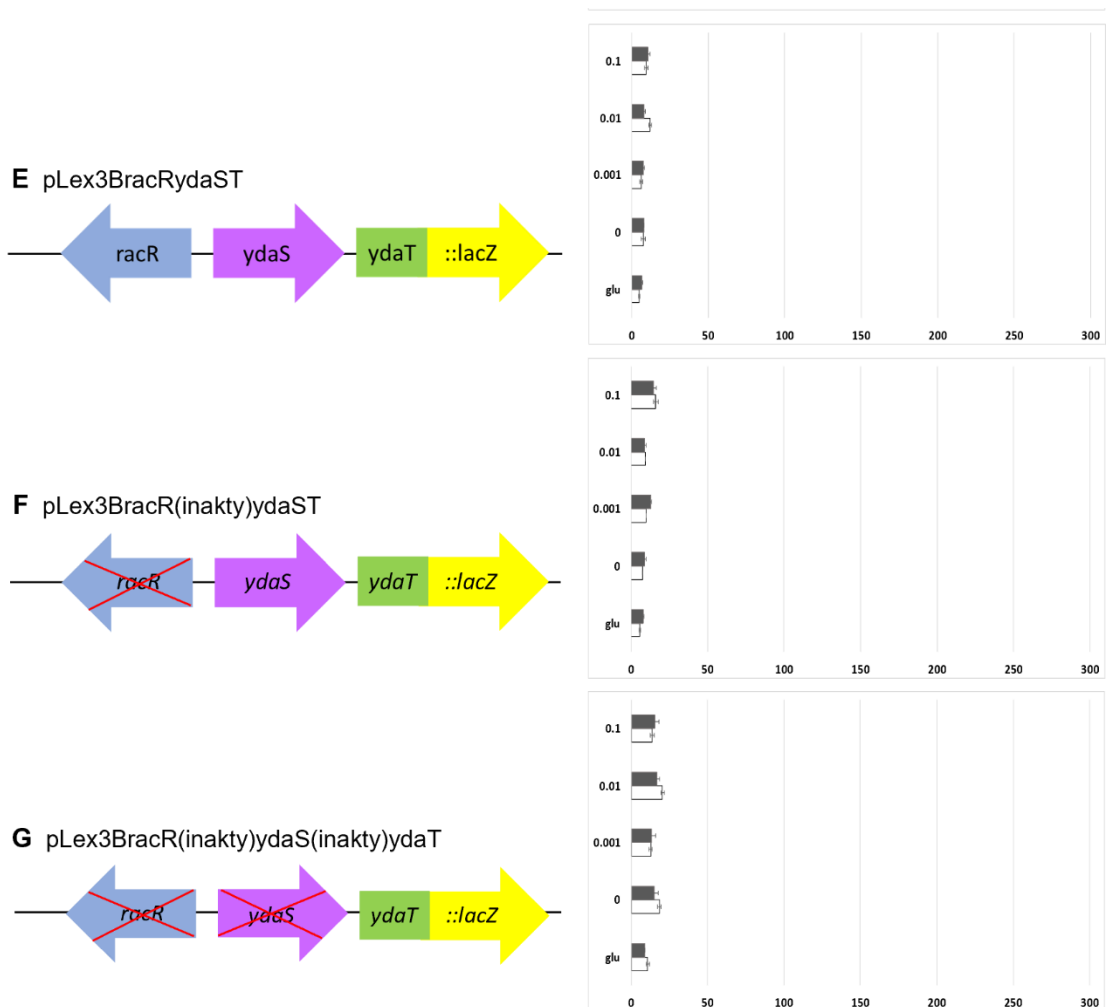 E pLex3BracRydaST
racR ydaS ydaT ::lacZ
0.1
0.01
0.001
0
glu
0 50 100 150 200 250 300
F pLex3BracR(inakty)ydaST
racR ydaS ydaT ::lacZ
0.1
0.01
0.001
0
glu
0 50 100 150 200 250 300
G pLex3BracR(inakty)ydaS(inakty)ydaT
racR ydaS ydaT ::lacZ
0.1
0.01
0.001
0
glu
0 50 100 150 200 250 300